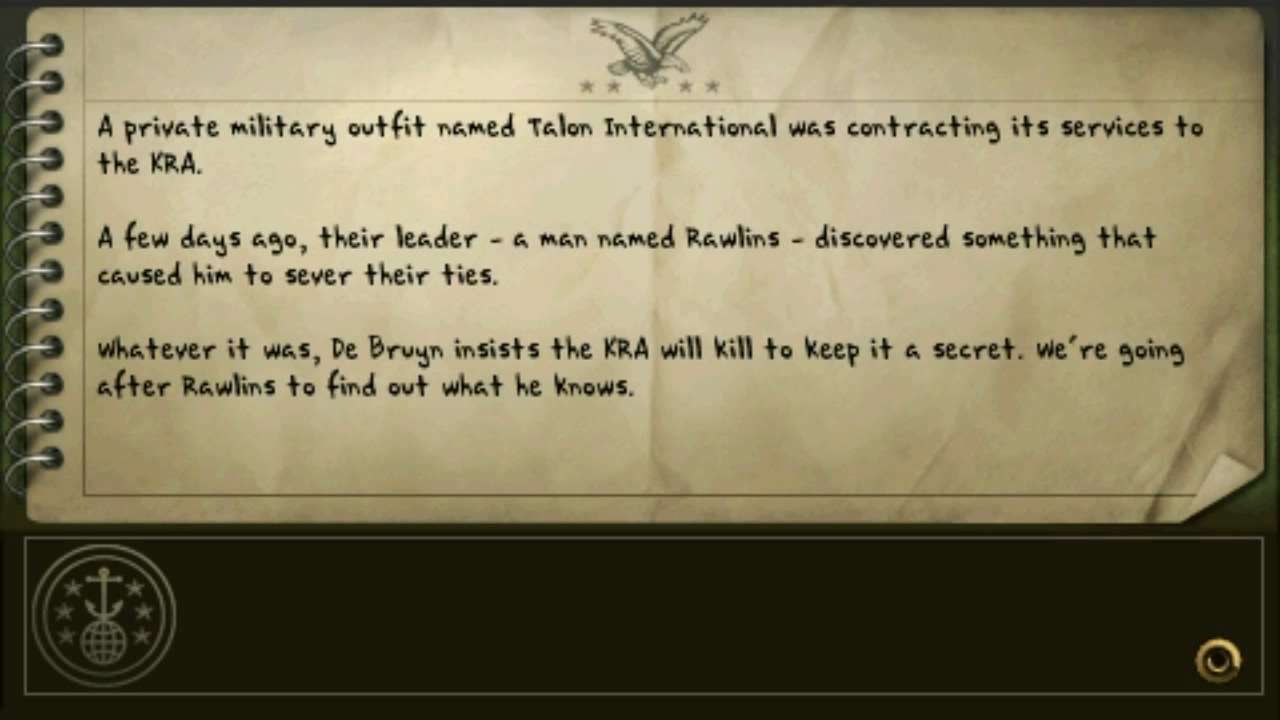 A private military outfit named Talon International was contracting its services to
the KRA.
A few days ago, their leader - a man named Rawlins - discovered something that
caused him to sever their ties.
Whatever it was, De Bruyn insists the KRA will kill to keep it a secret. We're going
after Rawlins to find out what he knows.